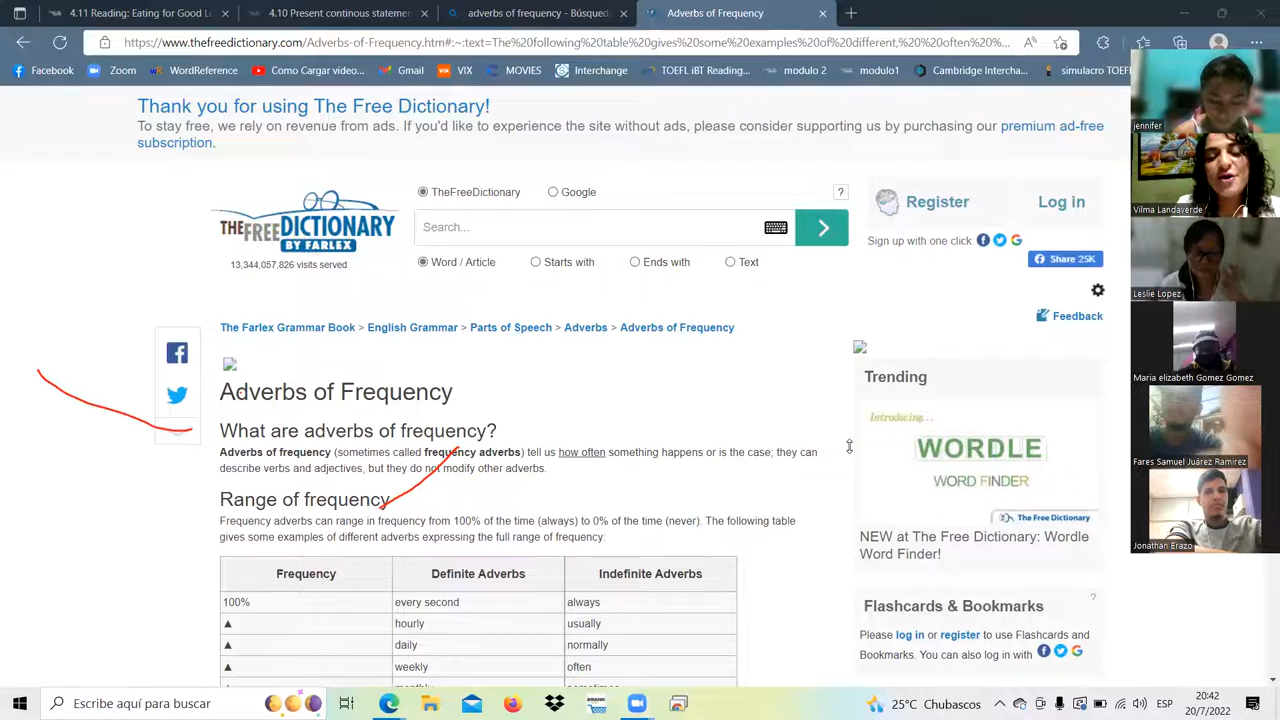 4.11 Reading: Eating for Good L
4.10 Present continous statemer
adverbs of frequency - Búsqued
Adverbs of Frequency
https://www.thefreedictionary.com/Adverbs-of-Frequency.htm#:~:text=The%20following%20table%20gives%20some%20examples%20of%20different,%20%20often%20%...
Facebook
Zoom
WordReference
Como Cargar video...
Gmail
VIX
MOVIES
Interchange
TOEFL iBT Reading...
modulo 2
modulo1
Cambridge Intercha...
simulacro TOEFL
Thank you for using The Free Dictionary!
To stay free, we rely on revenue from ads. If you'd like to experience the site without ads, please consider supporting us by purchasing our premium ad-free
subscription.
jennifer
Vilma Landaverde
Leslie Lopez
Maria elizabeth Gomez Gomez
Fares Samuel Juárez Ramirez
Jonathan Erazo
THE FREE DICTIONARY
BY FARLEX
13,344,057,826 visits served
TheFreeDictionary
Google
?
Search...
Word / Article
Starts with
Ends with
Text
Register
Log in
Sign up with one click:
Share 25K
Feedback
The Farlex Grammar Book > English Grammar > Parts of Speech > Adverbs > Adverbs of Frequency
Adverbs of Frequency
What are adverbs of frequency?
Adverbs of frequency (sometimes called frequency adverbs) tell us how often something happens or is the case; they can
describe verbs and adjectives, but they do not modify other adverbs.
Range of frequency
Frequency adverbs can range in frequency from 100% of the time (always) to 0% of the time (never). The following table
gives some examples of different adverbs expressing the full range of frequency:
Frequency Definite Adverbs Indefinite Adverbs
100% every second always
▲ hourly usually
▲ daily normally
▲ weekly often
Trending
Introducing...
WORDLE
WORD FINDER
The Free Dictionary
NEW at The Free Dictionary: Wordle
Word Finder!
Flashcards & Bookmarks
?
Please log in or register to use Flashcards and
Bookmarks. You can also log in with
Escribe aquí para buscar
25°C Chubascos
ESP
20:42
20/7/2022